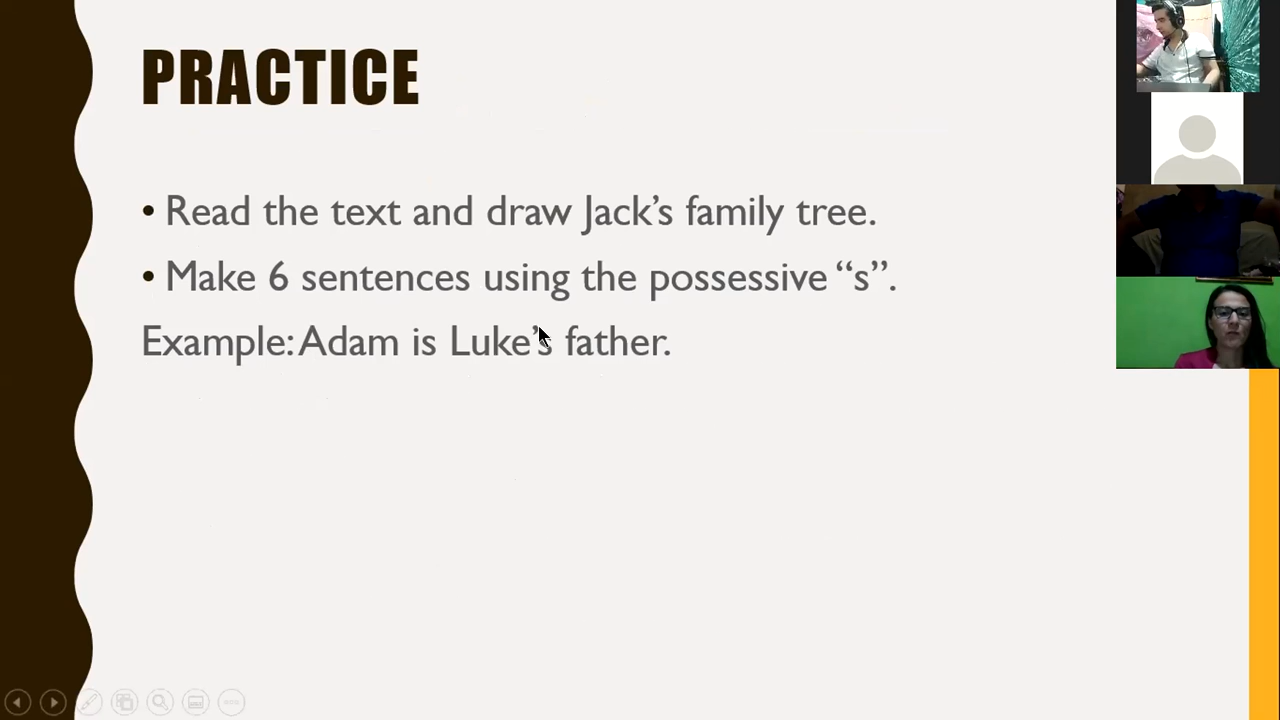 PRACTICE
• Read the text and draw Jack’s family tree.
• Make 6 sentences using the possessive “s”.
Example: Adam is Luke’s father.